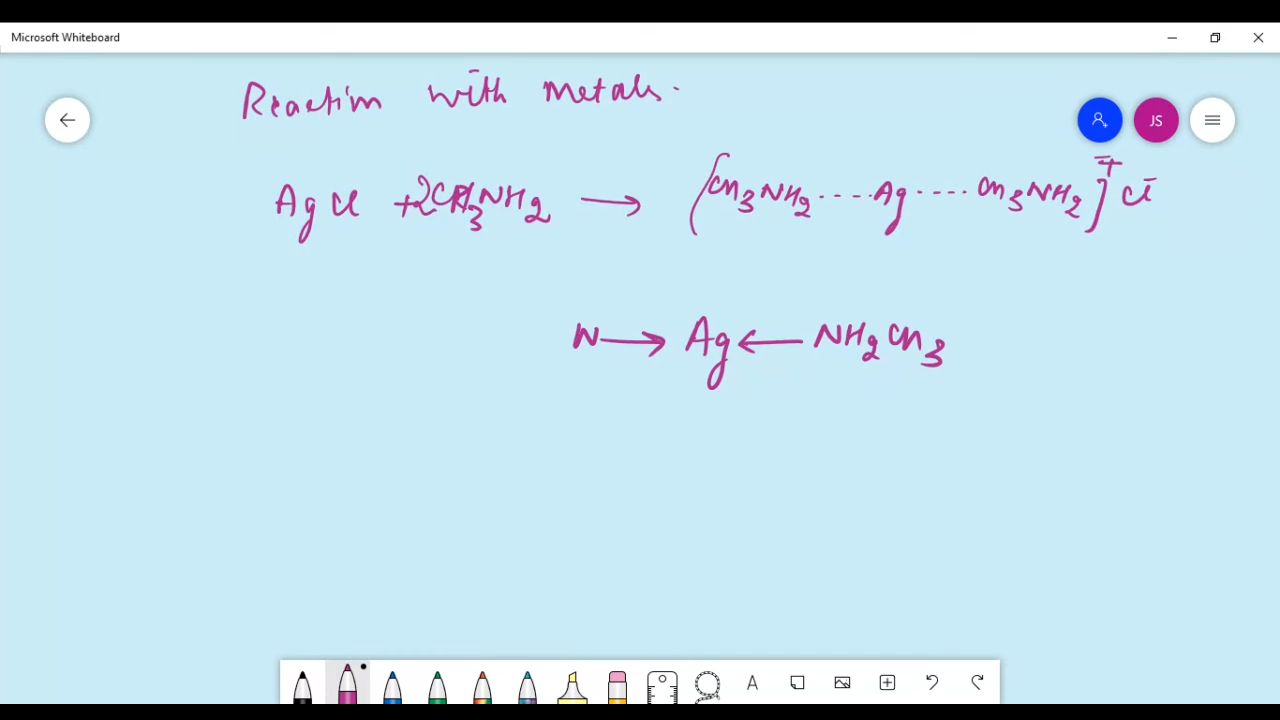 Microsoft Whiteboard
Reaction with Metals.
JS
AgCl +2CH3NH2 → [CH3NH2 ---- Ag ---- CH3NH2]+ Cl-
N → Ag ← NH2CH3
A